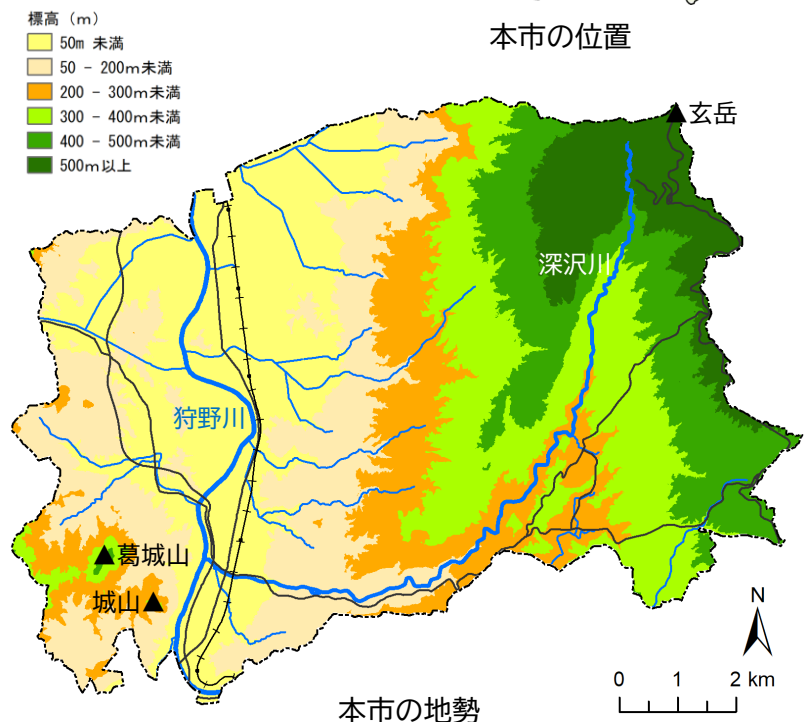 標高（m）
50m 未満
50 - 200m未満
200 - 300m未満
300 - 400m未満
400 - 500m未満
500m以上
本市の位置
玄岳
深沢川
狩野川
葛城山
城山
N
0 1 2 km
本市の地勢